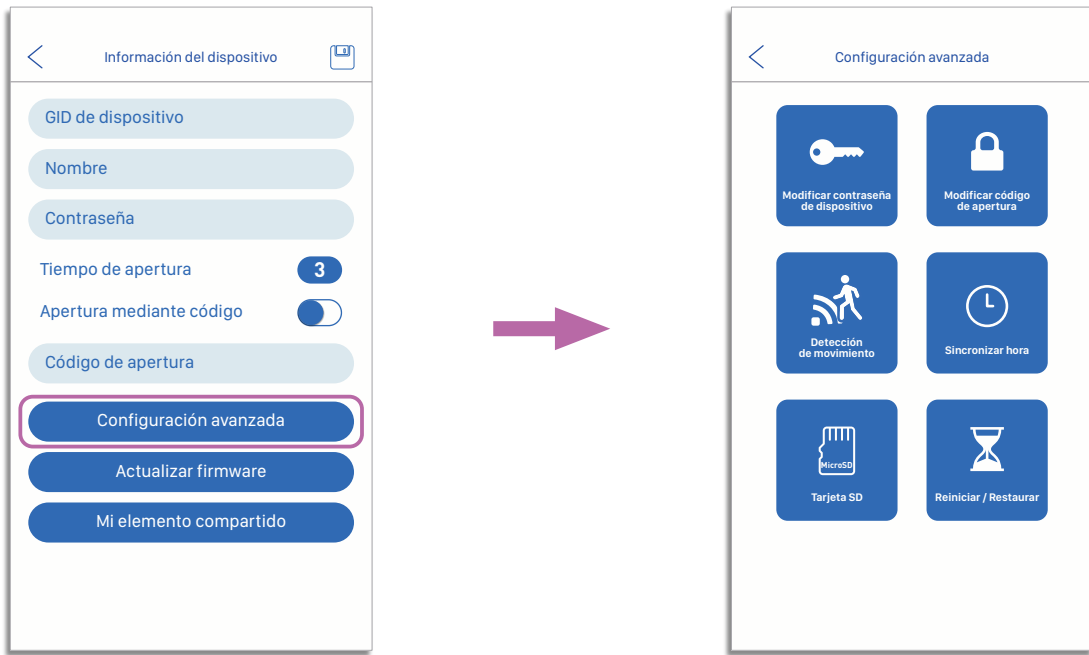 Información del dispositivo
GID de dispositivo
Nombre
Contraseña
Tiempo de apertura
3
Apertura mediante código
Código de apertura
Configuración avanzada
Actualizar firmware
Mi elemento compartido
Configuración avanzada
Modificar contraseña
de dispositivo
Modificar código
de apertura
Detección
de movimiento
Sincronizar hora
MicroSD
Tarjeta SD
Reiniciar / Restaurar